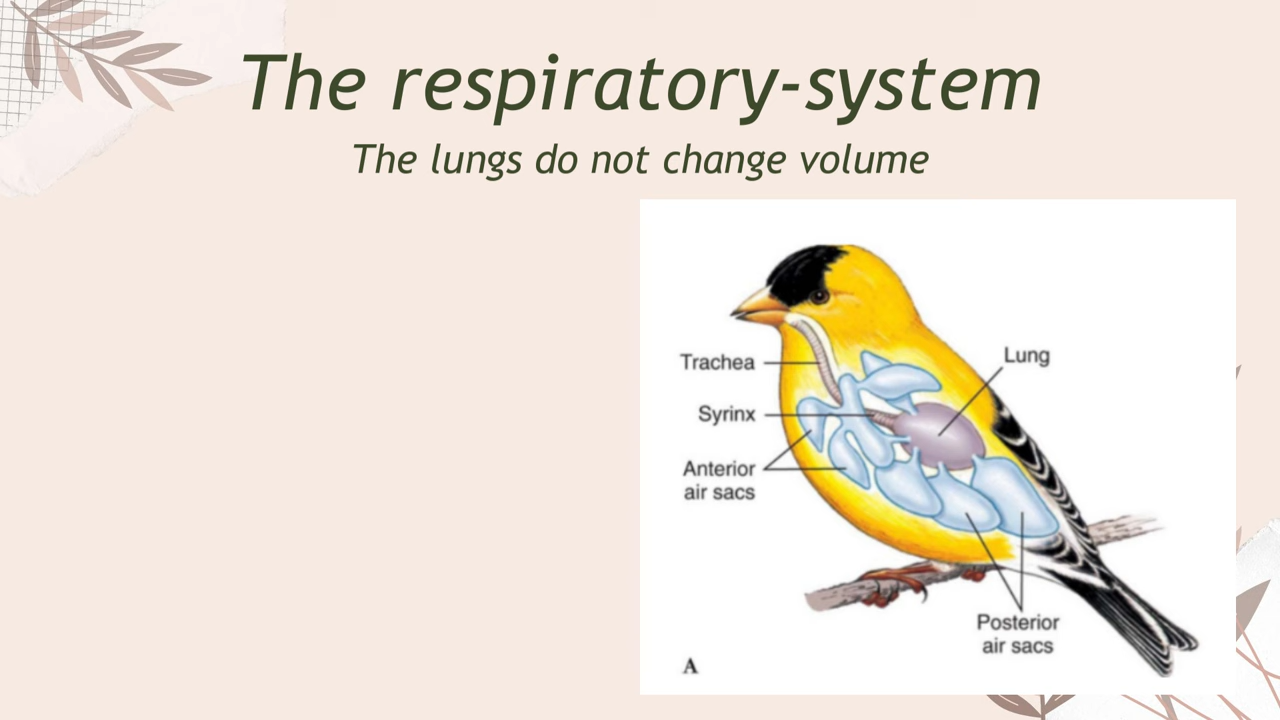 The respiratory-system
The lungs do not change volume
Trachea
Lung
Syrinx
Anterior
air sacs
Posterior
air sacs
A